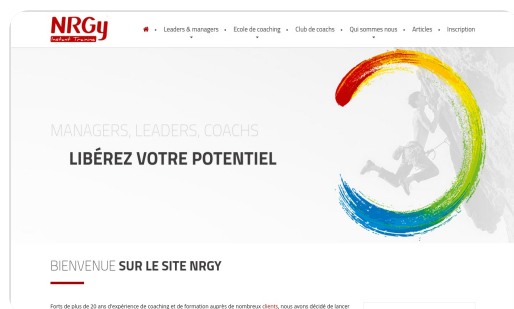 NRGy
Instant Training
Leaders & managers • Ecole de coaching • Club de coachs • Qui sommes nous • Articles • Inscription
MANAGERS, LEADERS, COACHS
LIBÉREZ VOTRE POTENTIEL
BIENVENUE SUR LE SITE NRGY
Forts de plus de 20 ans d'expérience de coaching et de formation auprès de nombreux clients, nous avons décidé de lancer